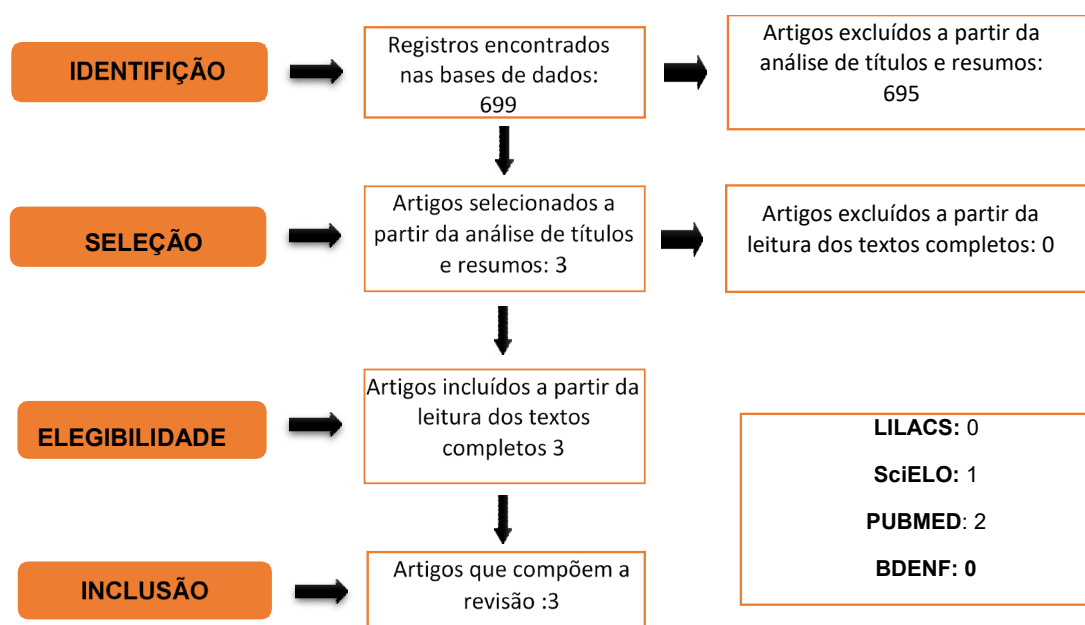 IDENTIFIÇÃO
Registros encontrados
nas bases de dados:
699
Artigos excluídos a partir da
análise de títulos e resumos:
695
SELEÇÃO
Artigos selecionados a
partir da análise de títulos
e resumos: 3
Artigos excluídos a partir da
leitura dos textos completos: 0
ELEGIBILIDADE
Artigos incluídos a partir da
leitura dos textos
completos 3
LILACS: 0
SciELO: 1
PUBMED: 2
BDENF: 0
INCLUSÃO
Artigos que compõem a
revisão :3